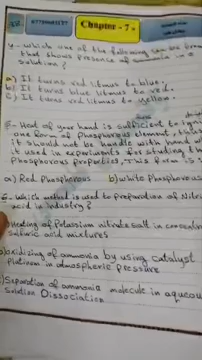 Chapter - 7
4 - which one of the following can be
that shows presence of ammonia in a
solution?
a) It turns red litmus to blue.
b) It turns blue litmus to red.
c) It turns red litmus to yellow.
5 - Heat of your hand is sufficient to
one form of Phosphorous element,
it should not be handle with hand
used in experiments for studying
Phosphorous properties, This form is
a) Red Phosphorous b) white Phosphorous
6 - which method is used to preparation of
acid in industry?
Heating of Potassium nitrate salt in
Sulfuric acid mixtures
oxidizing of ammonia by using catalyst
Platinum in atmospheric pressure
Separation of ammonia molecule in aqueous
Solution Dissociation